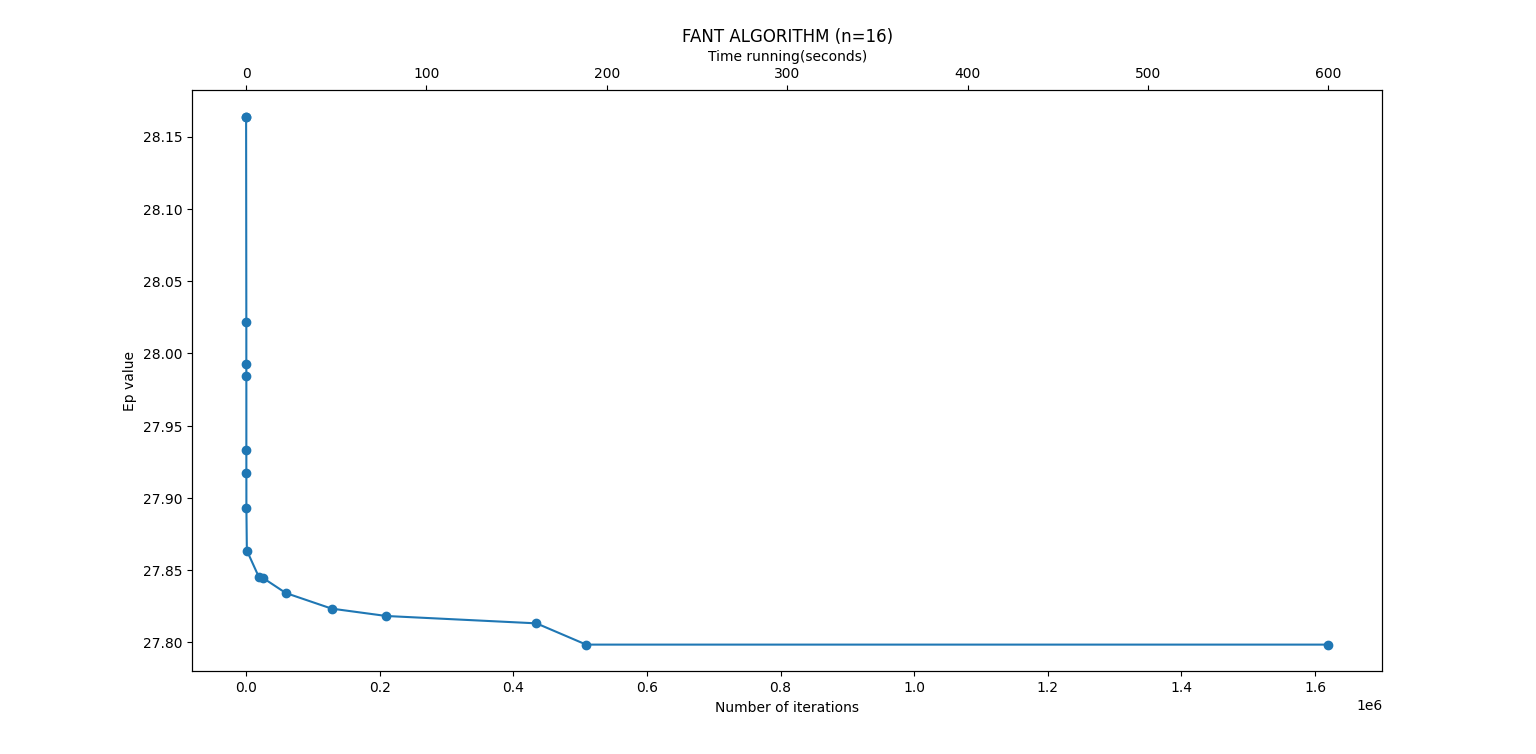 FANT ALGORITHM (n=16)
Time running(seconds)
0 100 200 300 400 500 600
28.15
28.10
28.05
28.00
27.95
27.90
27.85
27.80
Ep value
0.0 0.2 0.4 0.6 0.8 1.0 1.2 1.4 1.6
1e6
Number of iterations